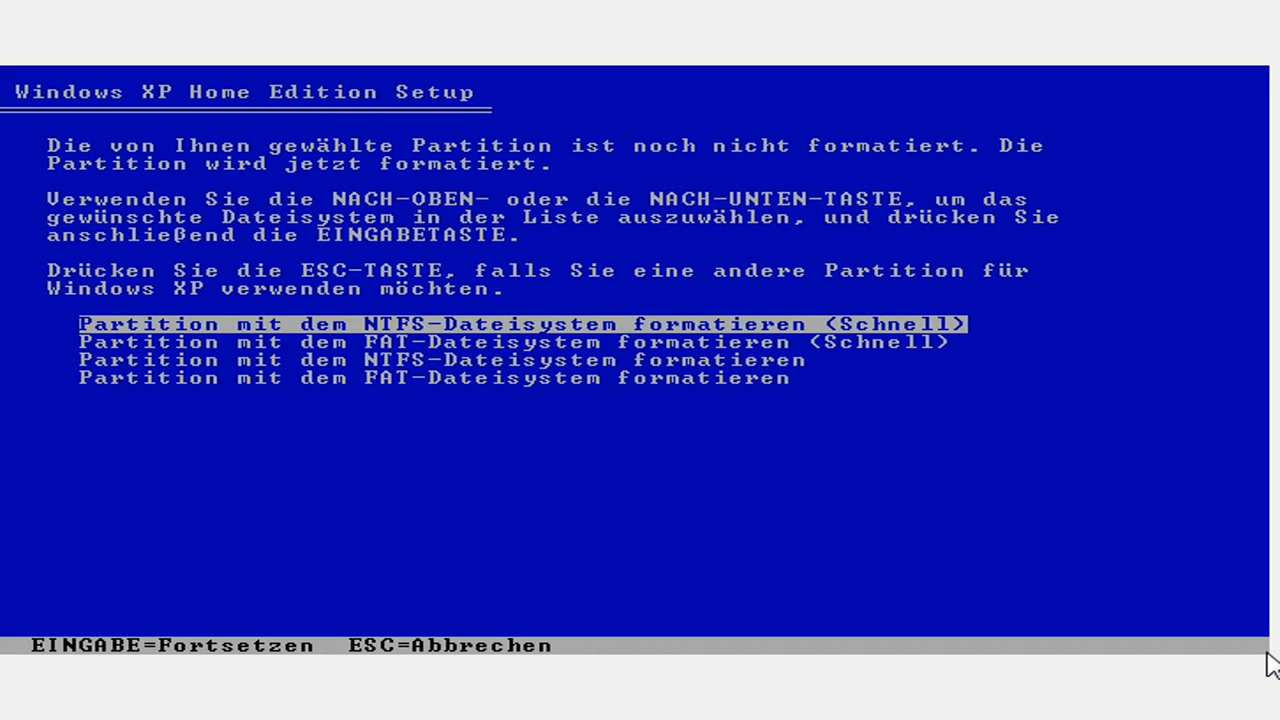 Windows XP Home Edition Setup
Die von Ihnen gewählte Partition ist noch nicht formatiert. Die
Partition wird jetzt formatiert.
Verwenden Sie die NACH-OBEN- oder die NACH-UNTEN-TASTE, um das
gewünschte Dateisystem in der Liste auszuwählen, und drücken Sie
anschließend die EINGABETASTE.
Drücken Sie die ESC-TASTE, falls Sie eine andere Partition für
Windows XP verwenden möchten.
Partition mit dem NTFS-Dateisystem formatieren (Schnell)
Partition mit dem FAT-Dateisystem formatieren (Schnell)
Partition mit dem NTFS-Dateisystem formatieren
Partition mit dem FAT-Dateisystem formatieren
EINGABE=Fortsetzen ESC=Abbrechen